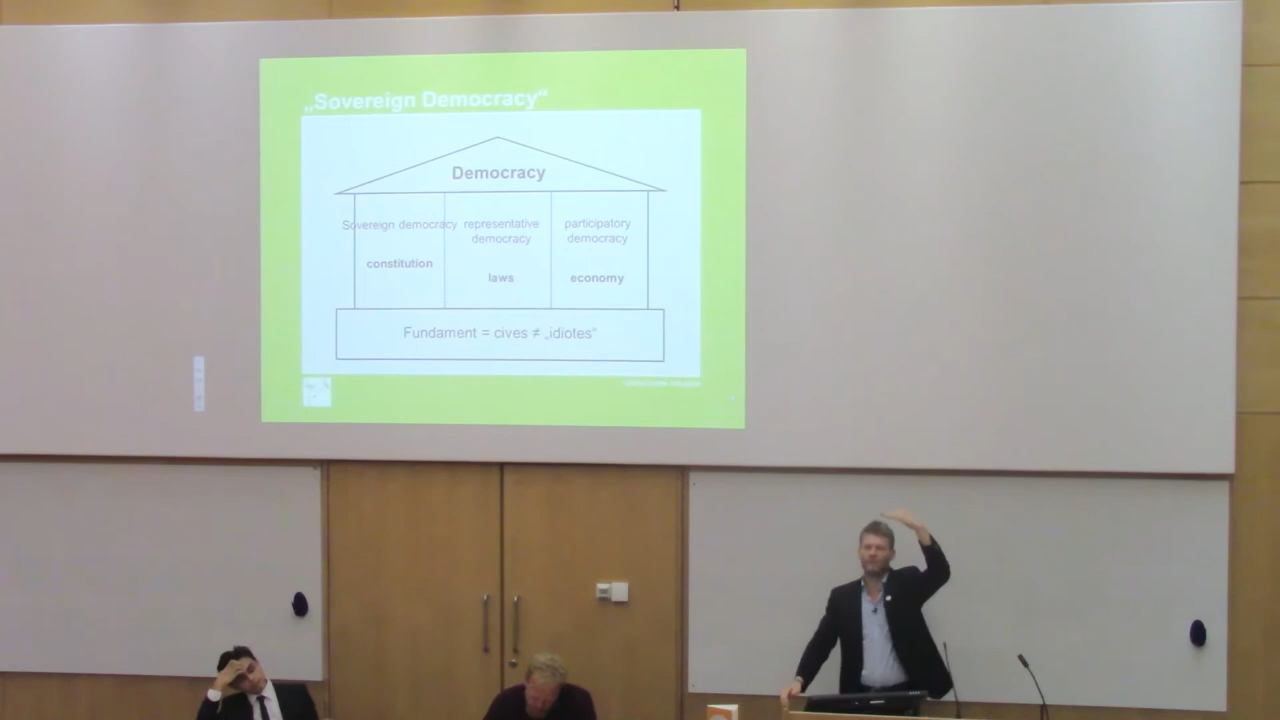 „Sovereign Democracy“
Democracy
Sovereign democracy
constitution
representative
democracy
laws
participatory
democracy
economy
Fundament = cives ≠ „idiotes“